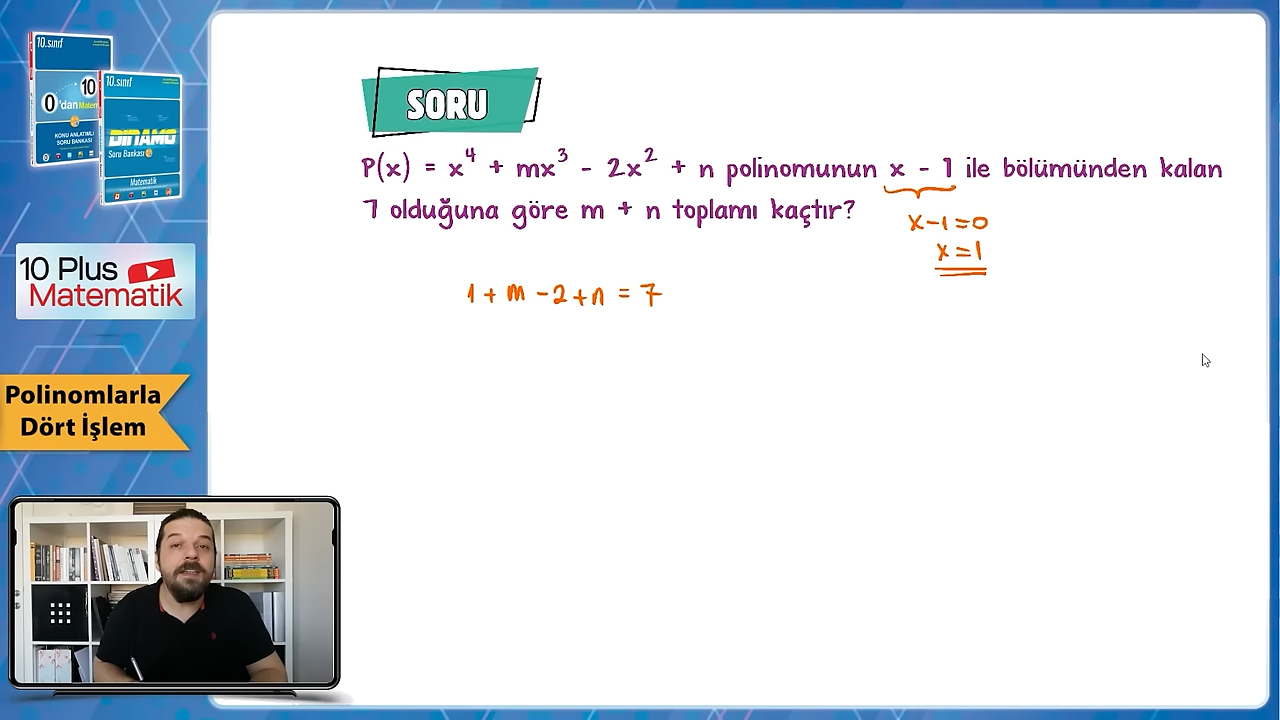 10.sınıf
0'dan 10
KONU ANLATIMLI
SORU BANKASI
10.sınıf
DINAMO
Soru Bankası
Matematik
10 Plus
Matematik
Polinomlarla
Dört İşlem
SORU
P(x) = x⁴ + mx³ - 2x² + n polinomunun x - 1 ile bölümünden kalan
7 olduğuna göre m + n toplamı kaçtır?
x-1=0
x=1
1+m-2+n=7